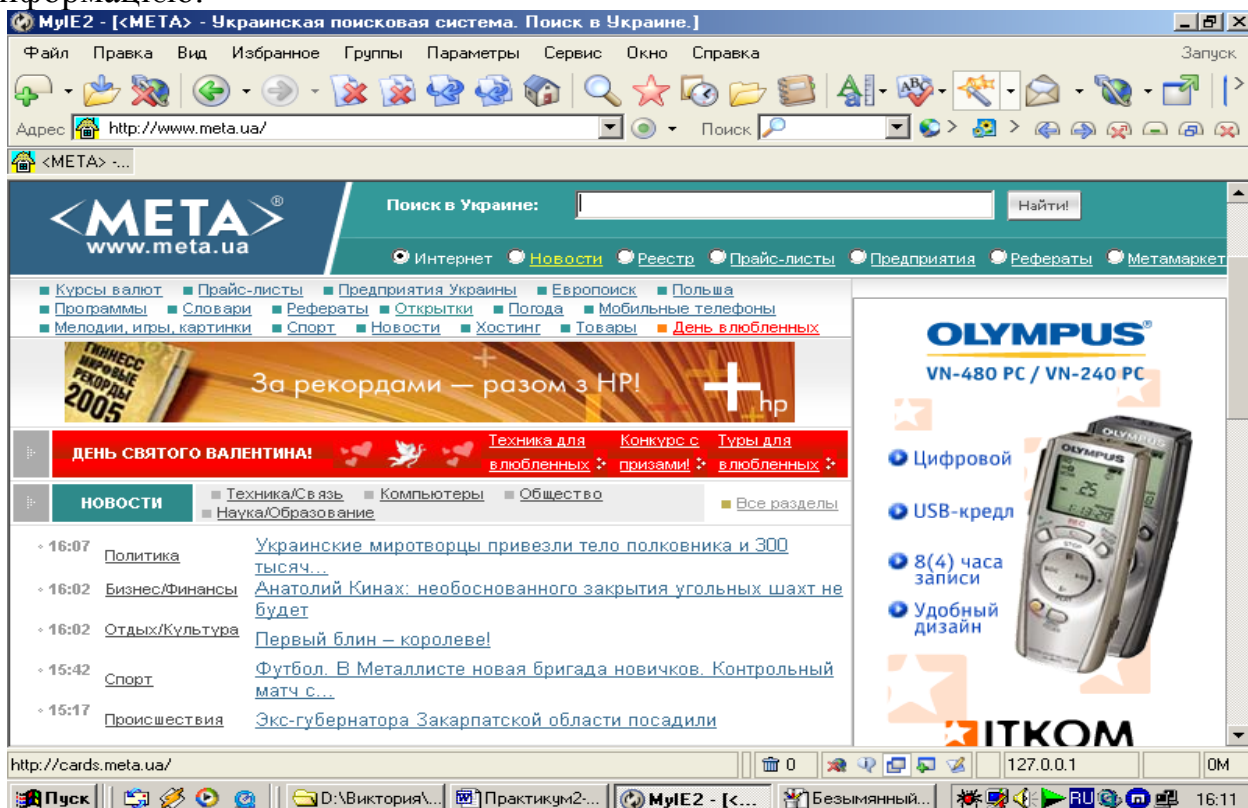 нформацією.
MyIE2 - [<META> - Украинская поисковая система. Поиск в Украине.]
Файл Правка Вид Избранное Группы Параметры Сервис Окно Справка Запуск
Адрес http://www.meta.ua/ Поиск
<META> -...
<META>®
www.meta.ua
Поиск в Украине: Найти!
Интернет Новости Реестр Прайс-листы Предприятия Рефераты Метамаркет
Курсы валют Прайс-листы Предприятия Украины Европоиск Польша
Программы Словари Рефераты Открытки Погода Мобильные телефоны
Мелодии, игры, картинки Спорт Новости Хостинг Товары День влюбленных
ГИННЕСС
МИРОВЫЕ
РЕКОРДЫ
2005
За рекордами — разом з HP!
hp
ДЕНЬ СВЯТОГО ВАЛЕНТИНА!
Техника для влюбленных
Конкурс с призами!
Туры для влюбленных
НОВОСТИ
Техника/Связь Компьютеры Общество
Наука/Образование
Все разделы
16:07 Политика Украинские миротворцы привезли тело полковника и 300
тысяч...
16:02 Бизнес/Финансы Анатолий Кинах: необоснованного закрытия угольных шахт не
будет
16:02 Отдых/Культура Первый блин – королеве!
15:42 Спорт Футбол. В Металлисте новая бригада новичков. Контрольный
матч с...
15:17 Происшествия Экс-губернатора Закарпатской области посадили
OLYMPUS®
VN-480 PC / VN-240 PC
OLYMPUS
Цифровой
USB-кредл
8(4) часа
записи
Удобный
дизайн
ITKOM
http://cards.meta.ua/ 0 127.0.0.1 0M
Пуск D:\Виктория\... Практикум2-... MyIE2 - [<... Безымянный... RU 16:11